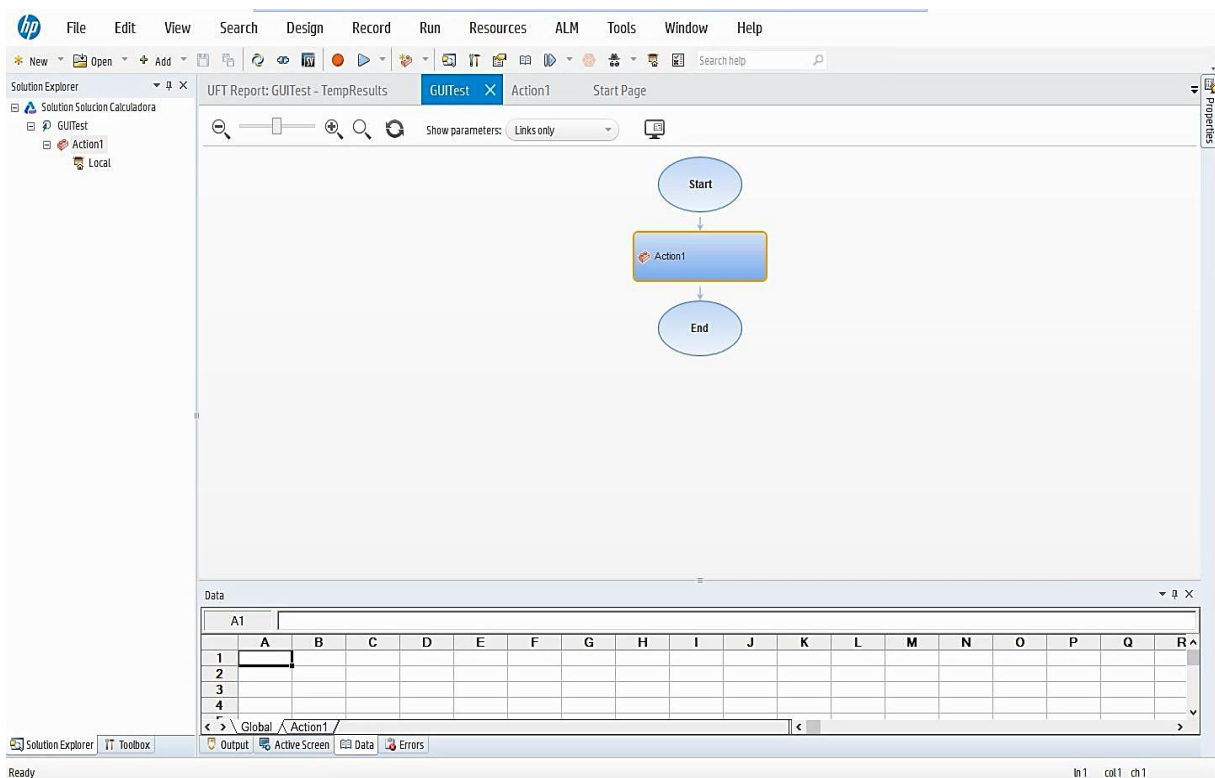 hp File Edit View Search Design Record Run Resources ALM Tools Window Help
New Open Add Search help
Solution Explorer
UFT Report: GUITest - TempResults GUITest Action1 Start Page
Properties
Solution Solucion Calculadora
GUITest
Action1
Local
Show parameters: Links only
Start
Action1
End
Data
A1
A B C D E F G H I J K L M N O P Q R
1
2
3
4
Global Action1
Solution Explorer Toolbox Output Active Screen Data Errors
Ready ln 1 col 1 ch 1